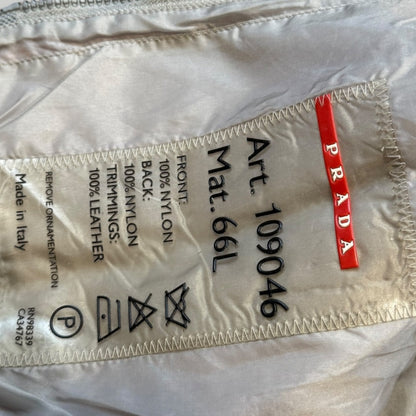 PRADA
Art. 109046
Mat. 66L
FRONT:
100% NYLON
BACK:
100% NYLON
TRIMMINGS:
100% LEATHER
P
REMOVE ORNAMENTATION
Made in Italy
RN98339
CA34767